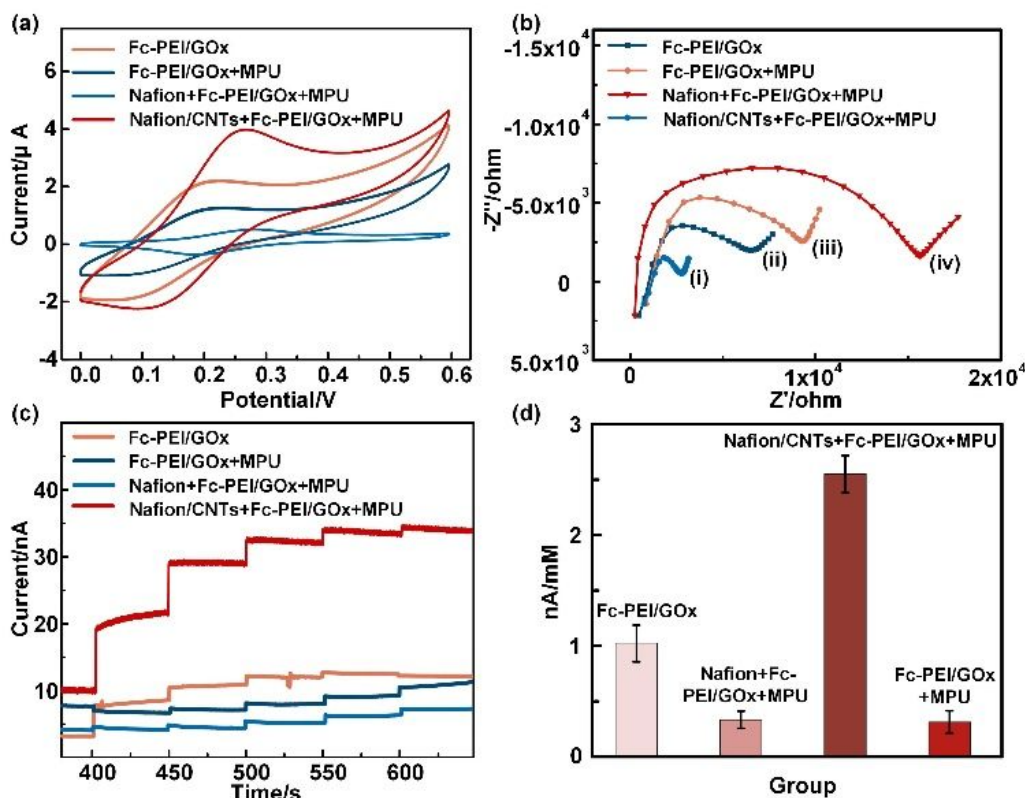 (a)
Fc-PEI/GOx
Fc-PEI/GOx+MPU
Nafion+Fc-PEI/GOx+MPU
Nafion/CNTs+Fc-PEI/GOx+MPU
Current/μ A
6
4
2
0
-2
-4
0.0 0.1 0.2 0.3 0.4 0.5 0.6
Potential/V
(b)
Fc-PEI/GOx
Fc-PEI/GOx+MPU
Nafion+Fc-PEI/GOx+MPU
Nafion/CNTs+Fc-PEI/GOx+MPU
-Z''/ohm
-1.5x10⁴
-1.0x10⁴
-5.0x10³
0
5.0x10³
(i)
(ii)
(iii)
(iv)
0 1x10⁴ 2x10⁴
Z'/ohm
(c)
Fc-PEI/GOx
Fc-PEI/GOx+MPU
Nafion+Fc-PEI/GOx+MPU
Nafion/CNTs+Fc-PEI/GOx+MPU
Current/nA
40
30
20
10
400 450 500 550 600
Time/s
(d)
nA/mM
3
2
1
0
Nafion/CNTs+Fc-PEI/GOx+MPU
Fc-PEI/GOx
Nafion+Fc-
PEI/GOx+MPU
Fc-PEI/GOx
+MPU
Group